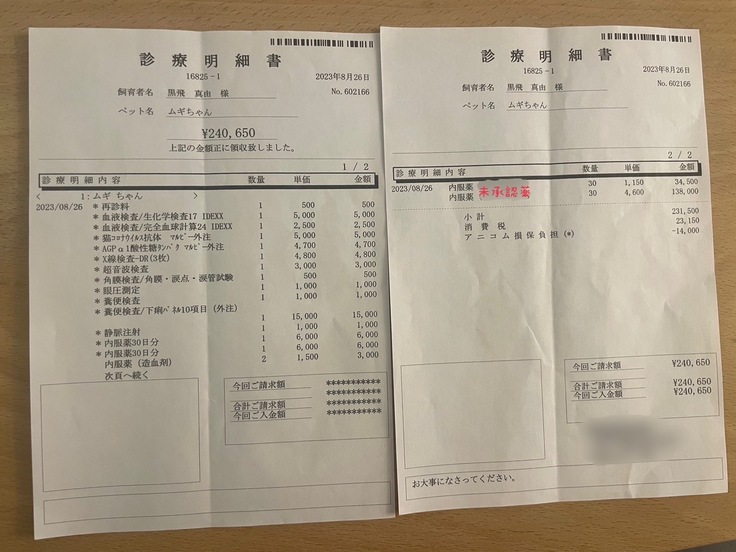 診療明細書
16825-1
2023年8月26日
飼育者名 黒飛 真由 様
No.602166
ペット名 ムギちゃん
¥240,650
上記の金額正に領収致しました。
1 / 2
診療明細内容 数量 単価 金額
< 1:ムギ ちゃん >
2023/08/26 *再診料 1 500 500
*血液検査/生化学検査17 IDEXX 1 5,000 5,000
*血液検査/完全血球計算24 IDEXX 1 2,500 2,500
*猫コロナウイルス抗体 マルピー外注 1 5,000 5,000
*AGPα1酸性糖タンパク マルピー外注 1 4,700 4,700
*X線検査-DR(3枚) 1 4,800 4,800
*超音波検査 1 3,000 3,000
*角膜検査/角膜・涙点・涙管試験 1 500 500
*眼圧測定 1 1,000 1,000
*糞便検査 1 1,000 1,000
*糞便検査/下痢パネル10項目(外注) 1 15,000 15,000
*静脈注射 1 1,000 1,000
*内服薬30日分 1 6,000 6,000
*内服薬30日分 1 6,000 6,000
内服薬(造血剤) 2 1,500 3,000
次頁へ続く
今回ご請求額 ***********
***********
合計ご請求額 ***********
今回ご入金額 ***********
診療明細書
16825-1
2023年8月26日
飼育者名 黒飛 真由 様
No.602166
ペット名 ムギちゃん
2 / 2
診療明細内容 数量 単価 金額
2023/08/26 内服薬 30 1,150 34,500
内服薬 30 4,600 138,000
未承認薬
小計 231,500
消費税 23,150
アニコム損保負担(*) -14,000
今回ご請求額 ¥240,650
合計ご請求額 ¥240,650
今回ご入金額 ¥240,650
お大事になさってください。